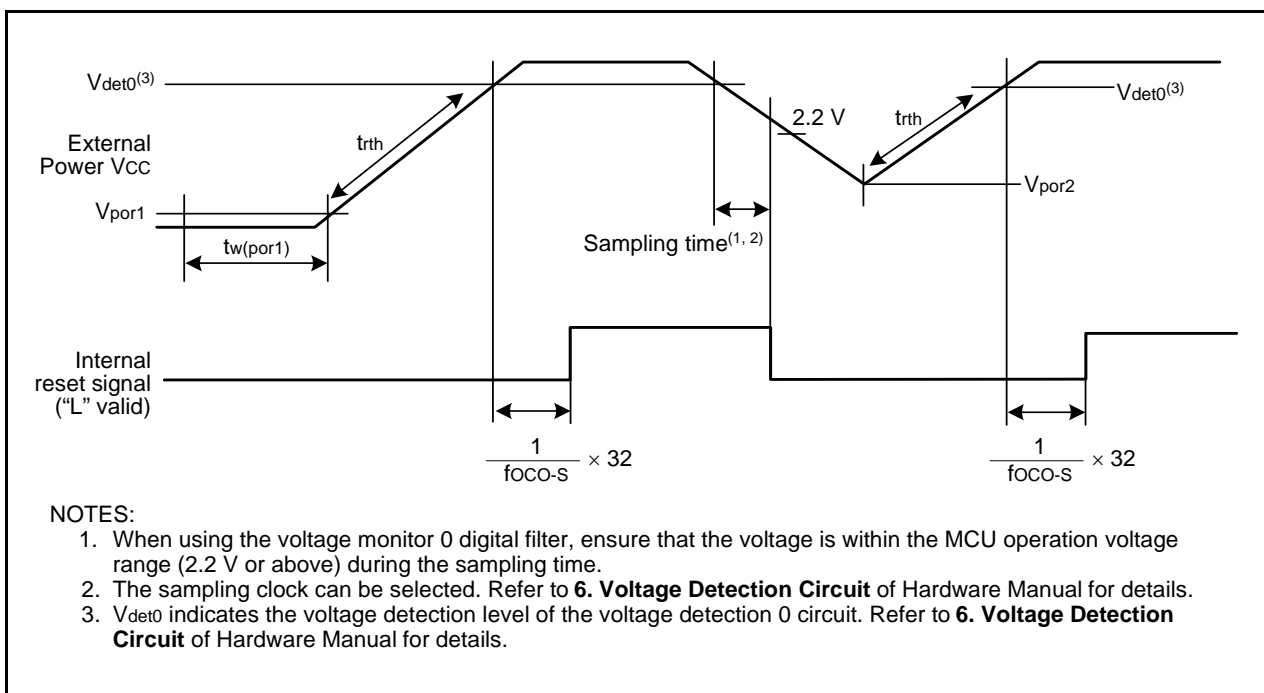 Vdet0(3)
External
Power VCC
Vpor1
tw(por1)
trth
Sampling time(1, 2)
2.2 V
trth
Vdet0(3)
Vpor2
Internal
reset signal
(“L” valid)
1
fOCO-S
× 32
1
fOCO-S
× 32
NOTES:
1. When using the voltage monitor 0 digital filter, ensure that the voltage is within the MCU operation voltage
range (2.2 V or above) during the sampling time.
2. The sampling clock can be selected. Refer to 6. Voltage Detection Circuit of Hardware Manual for details.
3. Vdet0 indicates the voltage detection level of the voltage detection 0 circuit. Refer to 6. Voltage Detection
Circuit of Hardware Manual for details.